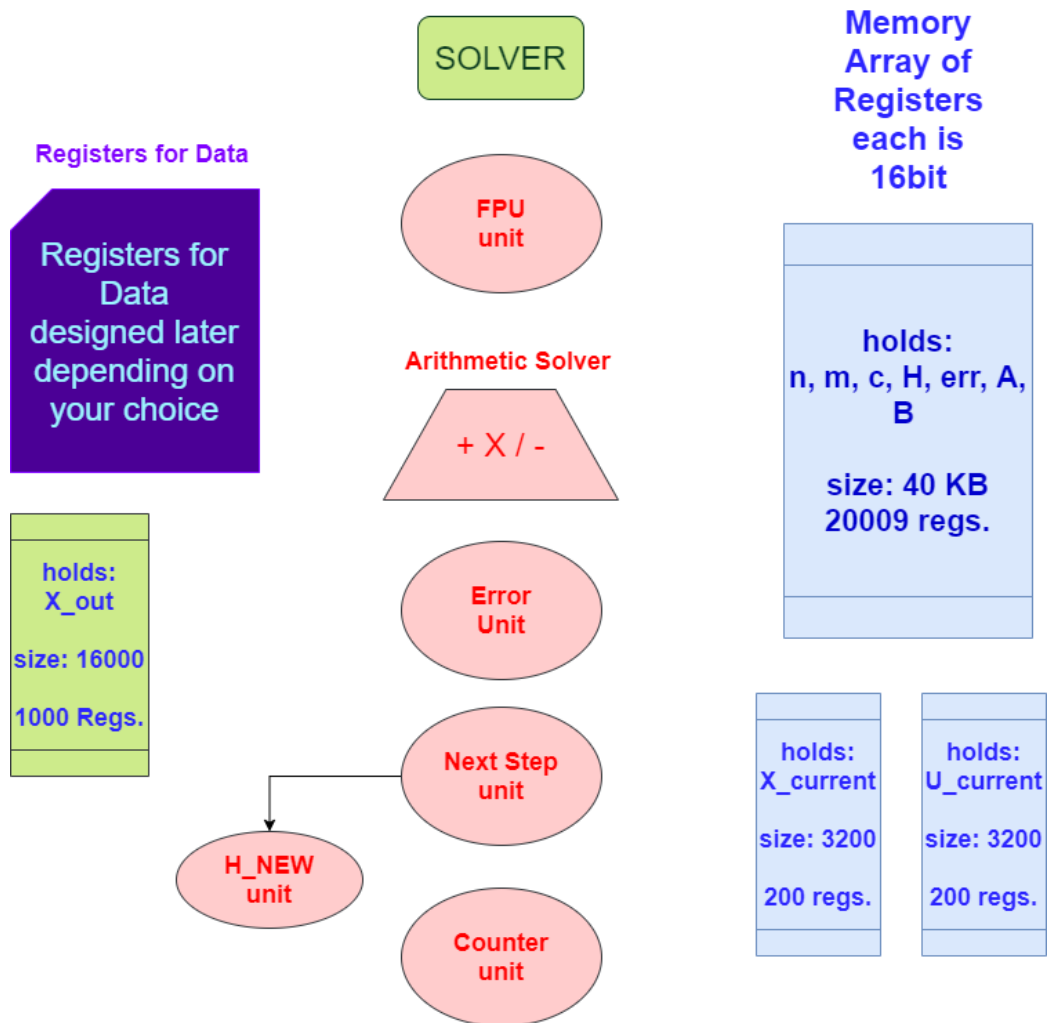 SOLVER
Memory
Array of
Registers
each is
16bit
Registers for Data
Registers for
Data
designed later
depending on
your choice
FPU
unit
Arithmetic Solver
+ X / -
holds:
n, m, c, H, err, A,
B
size: 40 KB
20009 regs.
holds:
X_out
size: 16000
1000 Regs.
Error
Unit
Next Step
unit
H_NEW
unit
Counter
unit
holds:
X_current
size: 3200
200 regs.
holds:
U_current
size: 3200
200 regs.